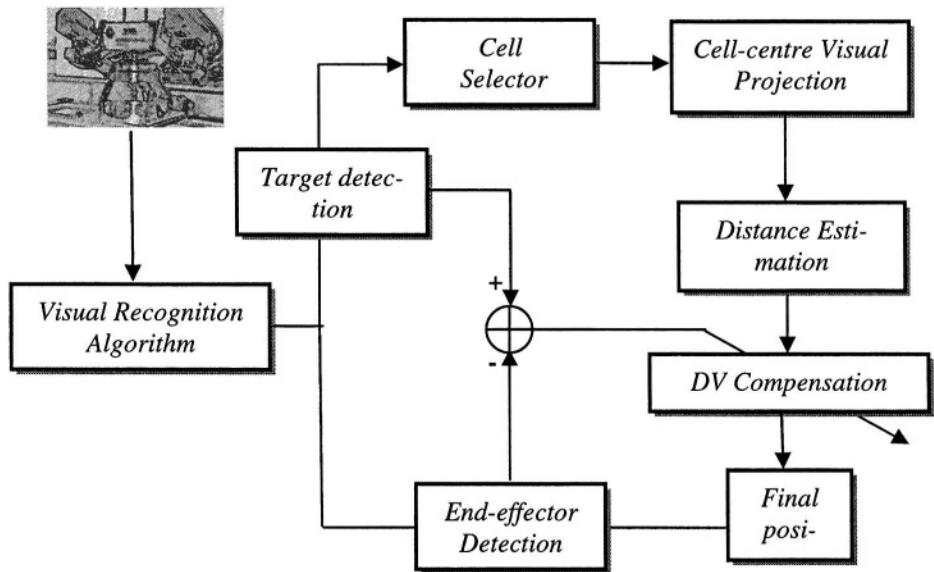 Cell
Selector
Cell-centre Visual
Projection
Target detec-
tion
Distance Esti-
mation
+
Visual Recognition
Algorithm
-
DV Compensation
End-effector
Detection
Final
posi-